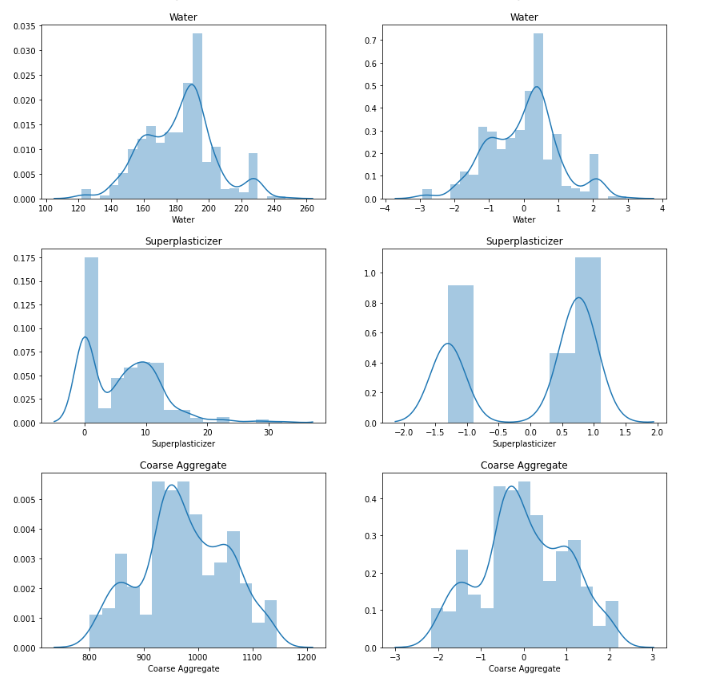 Water
0.035
0.030
0.025
0.020
0.015
0.010
0.005
0.000
100 120 140 160 180 200 220 240 260
Water
Water
0.7
0.6
0.5
0.4
0.3
0.2
0.1
0.0
−4 −3 −2 −1 0 1 2 3 4
Water
Superplasticizer
0.175
0.150
0.125
0.100
0.075
0.050
0.025
0.000
0 10 20 30
Superplasticizer
Superplasticizer
1.0
0.8
0.6
0.4
0.2
0.0
−2.0 −1.5 −1.0 −0.5 0.0 0.5 1.0 1.5 2.0
Superplasticizer
Coarse Aggregate
0.005
0.004
0.003
0.002
0.001
0.000
800 900 1000 1100 1200
Coarse Aggregate
Coarse Aggregate
0.4
0.3
0.2
0.1
0.0
−3 −2 −1 0 1 2 3
Coarse Aggregate